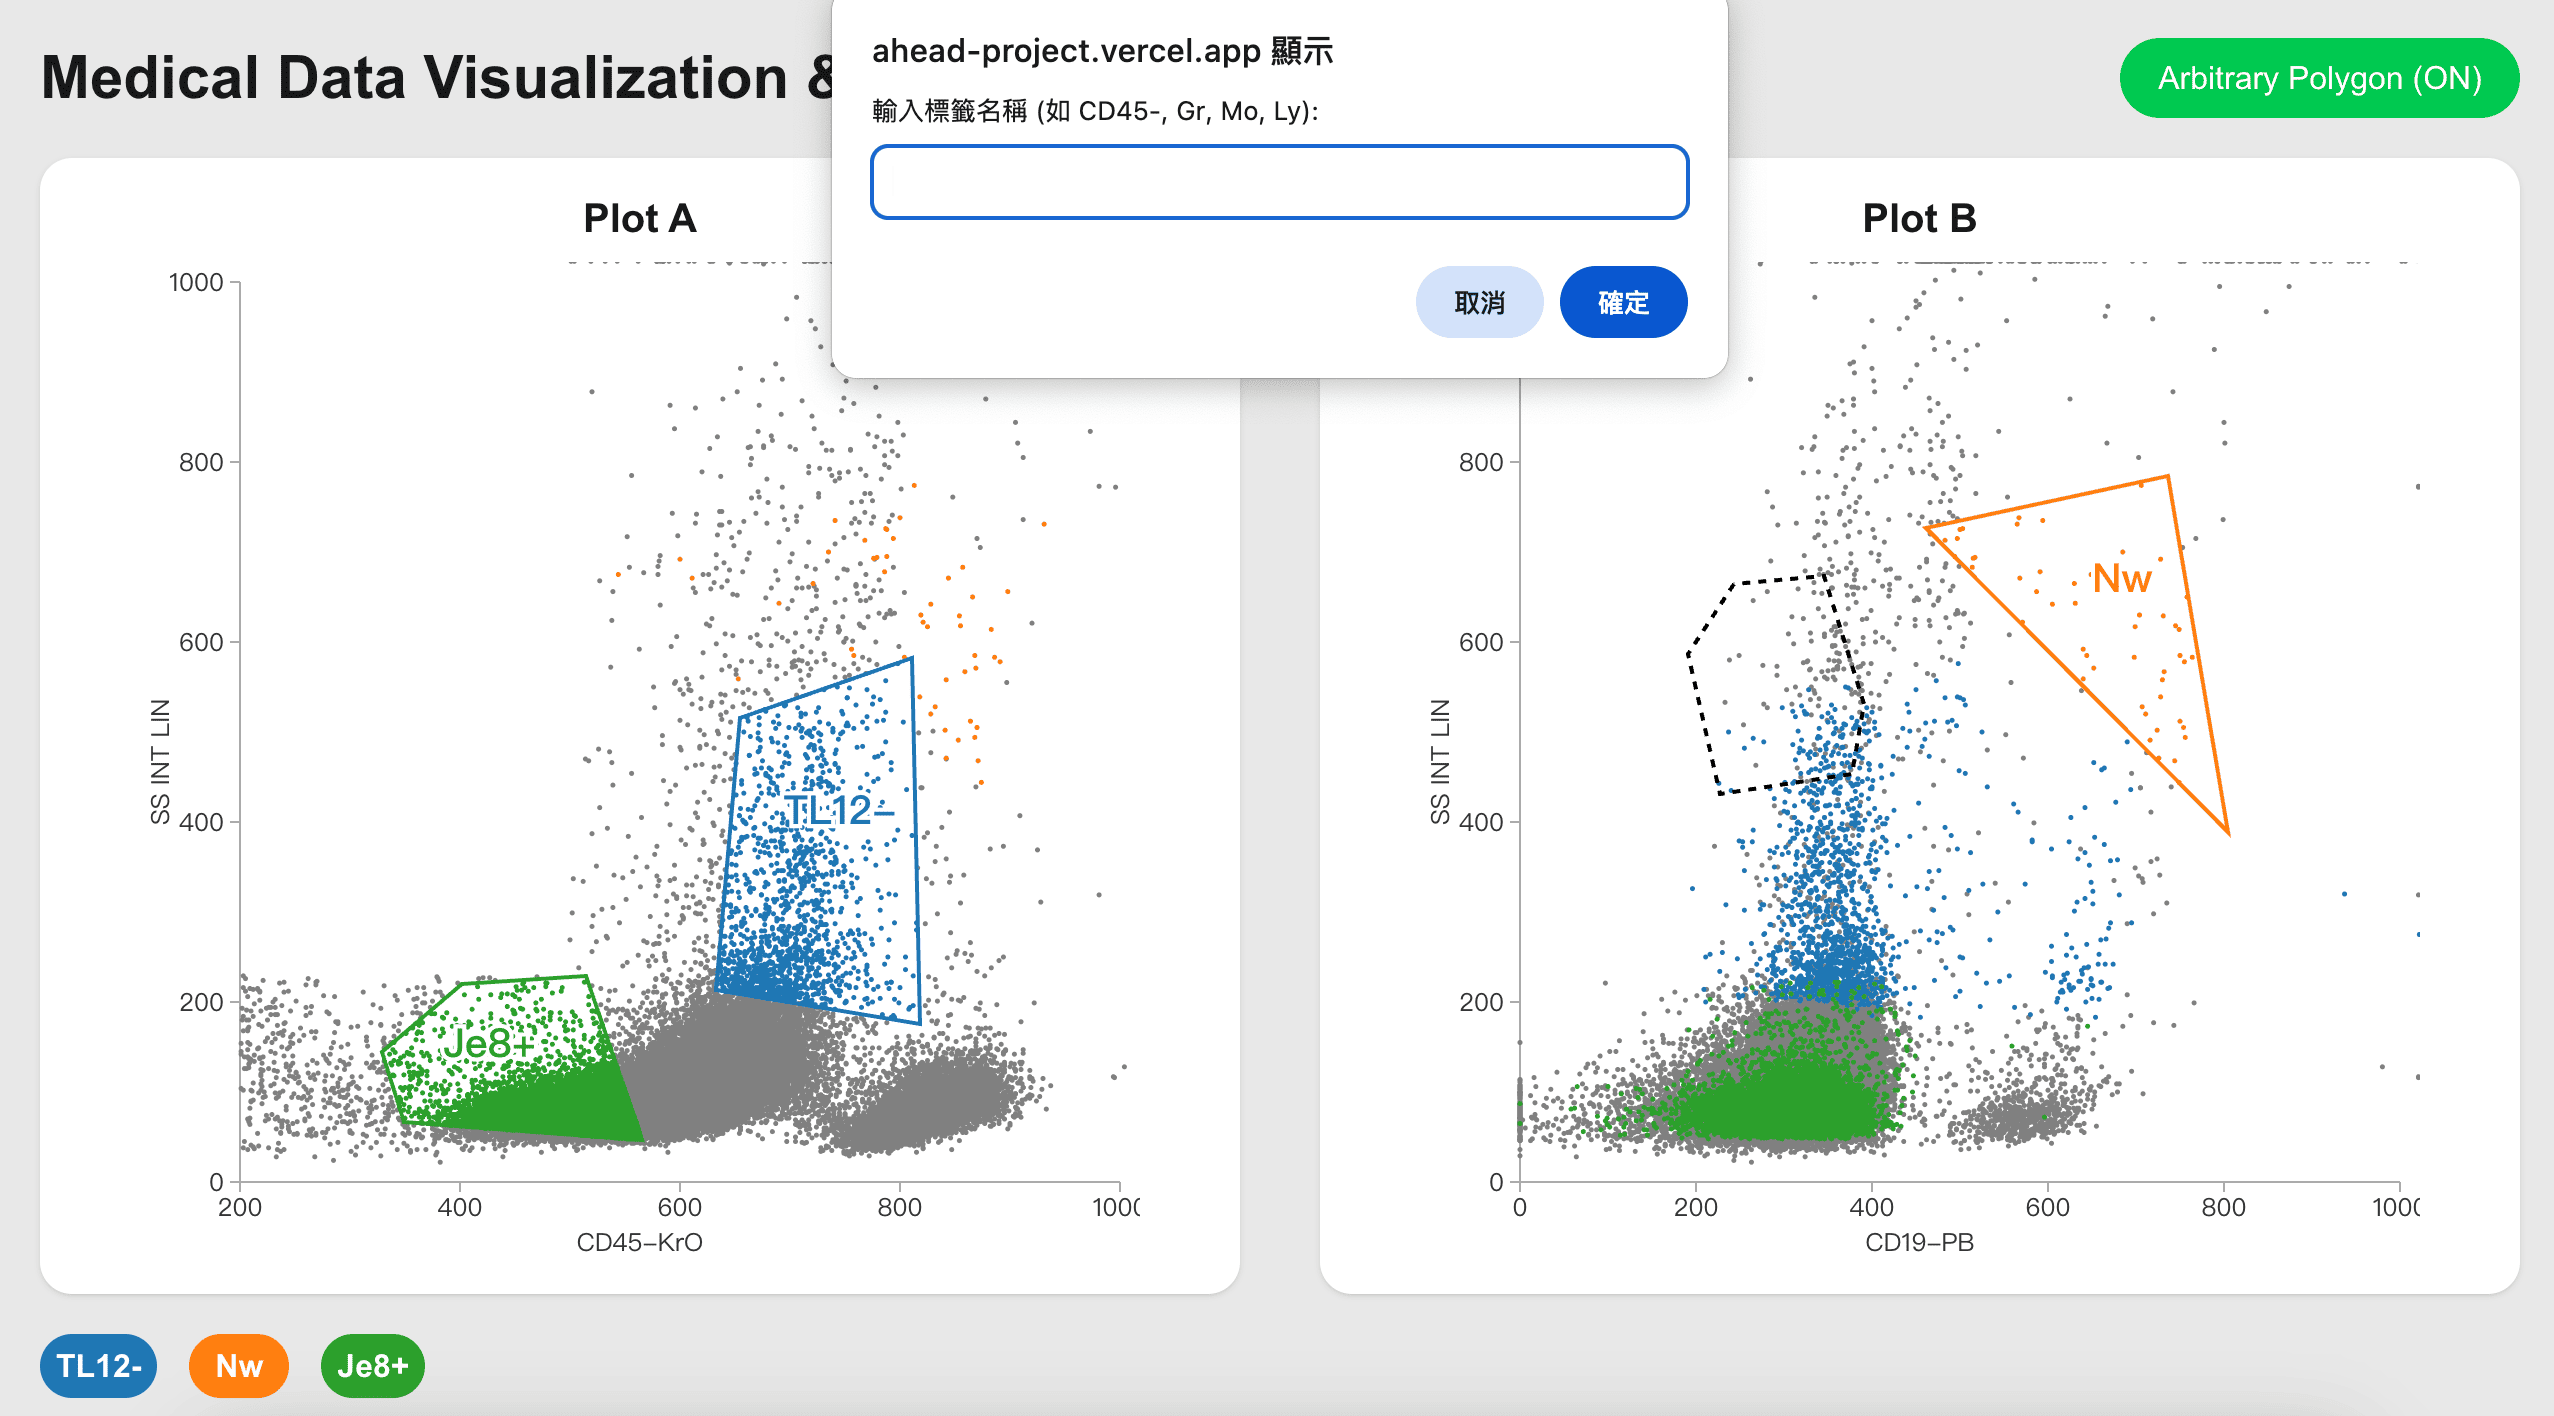 Medical Data Visualization &
ahead-project.vercel.app 顯示
輸入標籤名稱 (如 CD45-, Gr, Mo, Ly):
取消
確定
Arbitrary Polygon (ON)
Plot A
1000
800
600
400
200
0
SS INT LIN
200
400
600
800
1000
CD45-KrO
TL12-
Je8+
Plot B
800
600
400
200
0
SS INT LIN
0
200
400
600
800
1000
CD19-PB
Nw
TL12-
Nw
Je8+